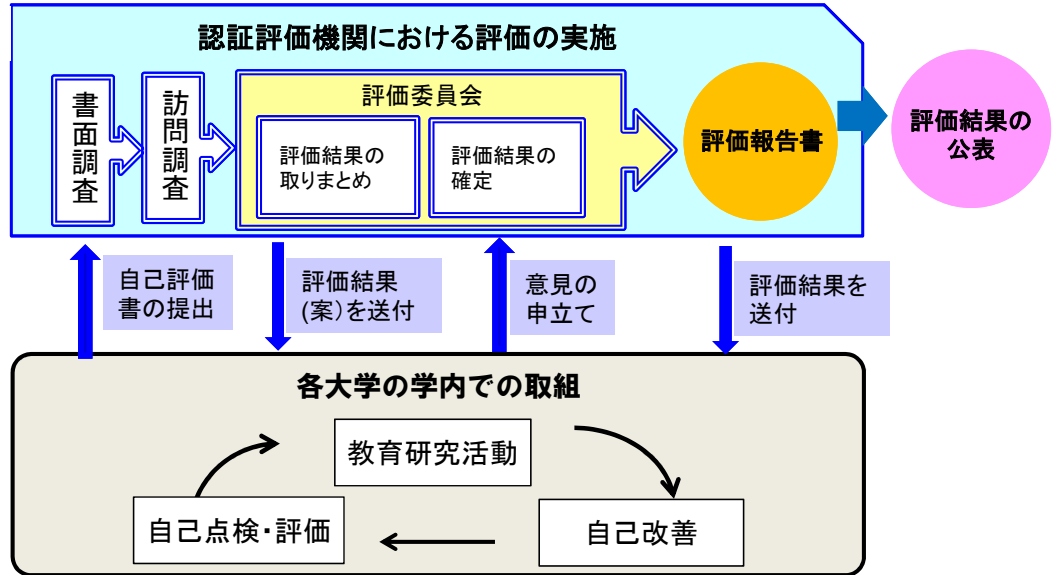 認証評価機関における評価の実施
書面調査
訪問調査
評価委員会
評価結果の
取りまとめ
評価結果の
確定
評価報告書
評価結果の
公表
自己評価
書の提出
評価結果
(案)を送付
意見の
申立て
評価結果を
送付
各大学の学内での取組
教育研究活動
自己点検・評価
自己改善